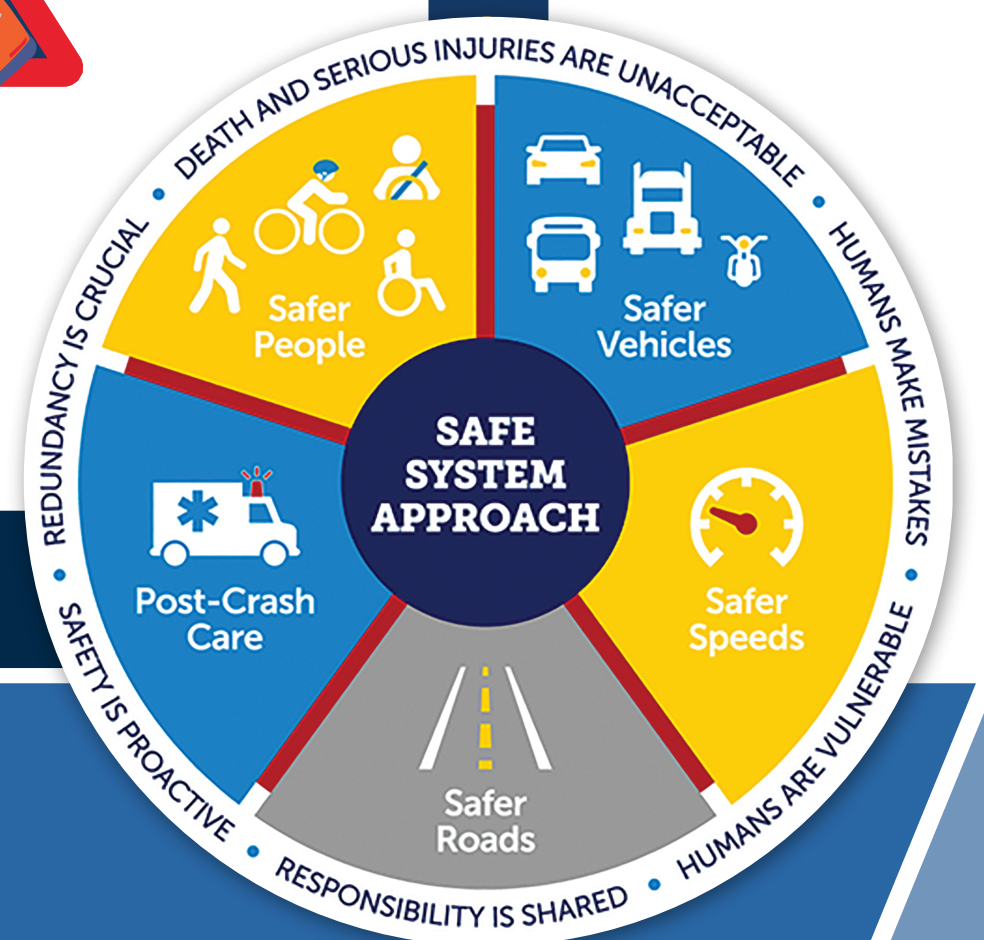 DEATH AND SERIOUS INJURIES ARE UNACCEPTABLE
HUMANS MAKE MISTAKES
HUMANS ARE VULNERABLE
RESPONSIBILITY IS SHARED
SAFETY IS PROACTIVE
REDUNDANCY IS CRUCIAL
Safer
People
Safer
Vehicles
Safer
Speeds
Safer
Roads
Post-Crash
Care
SAFE
SYSTEM
APPROACH